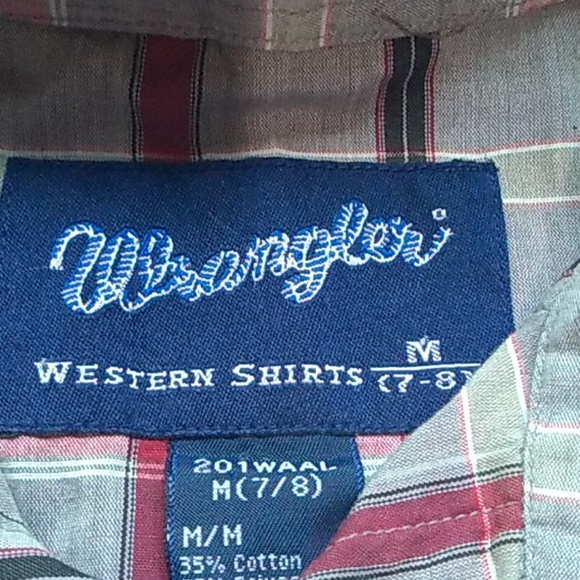 Wrangler
M
WESTERN SHIRTS (7-8)
201WAAL
M(7/8)
M/M
35% Cotton